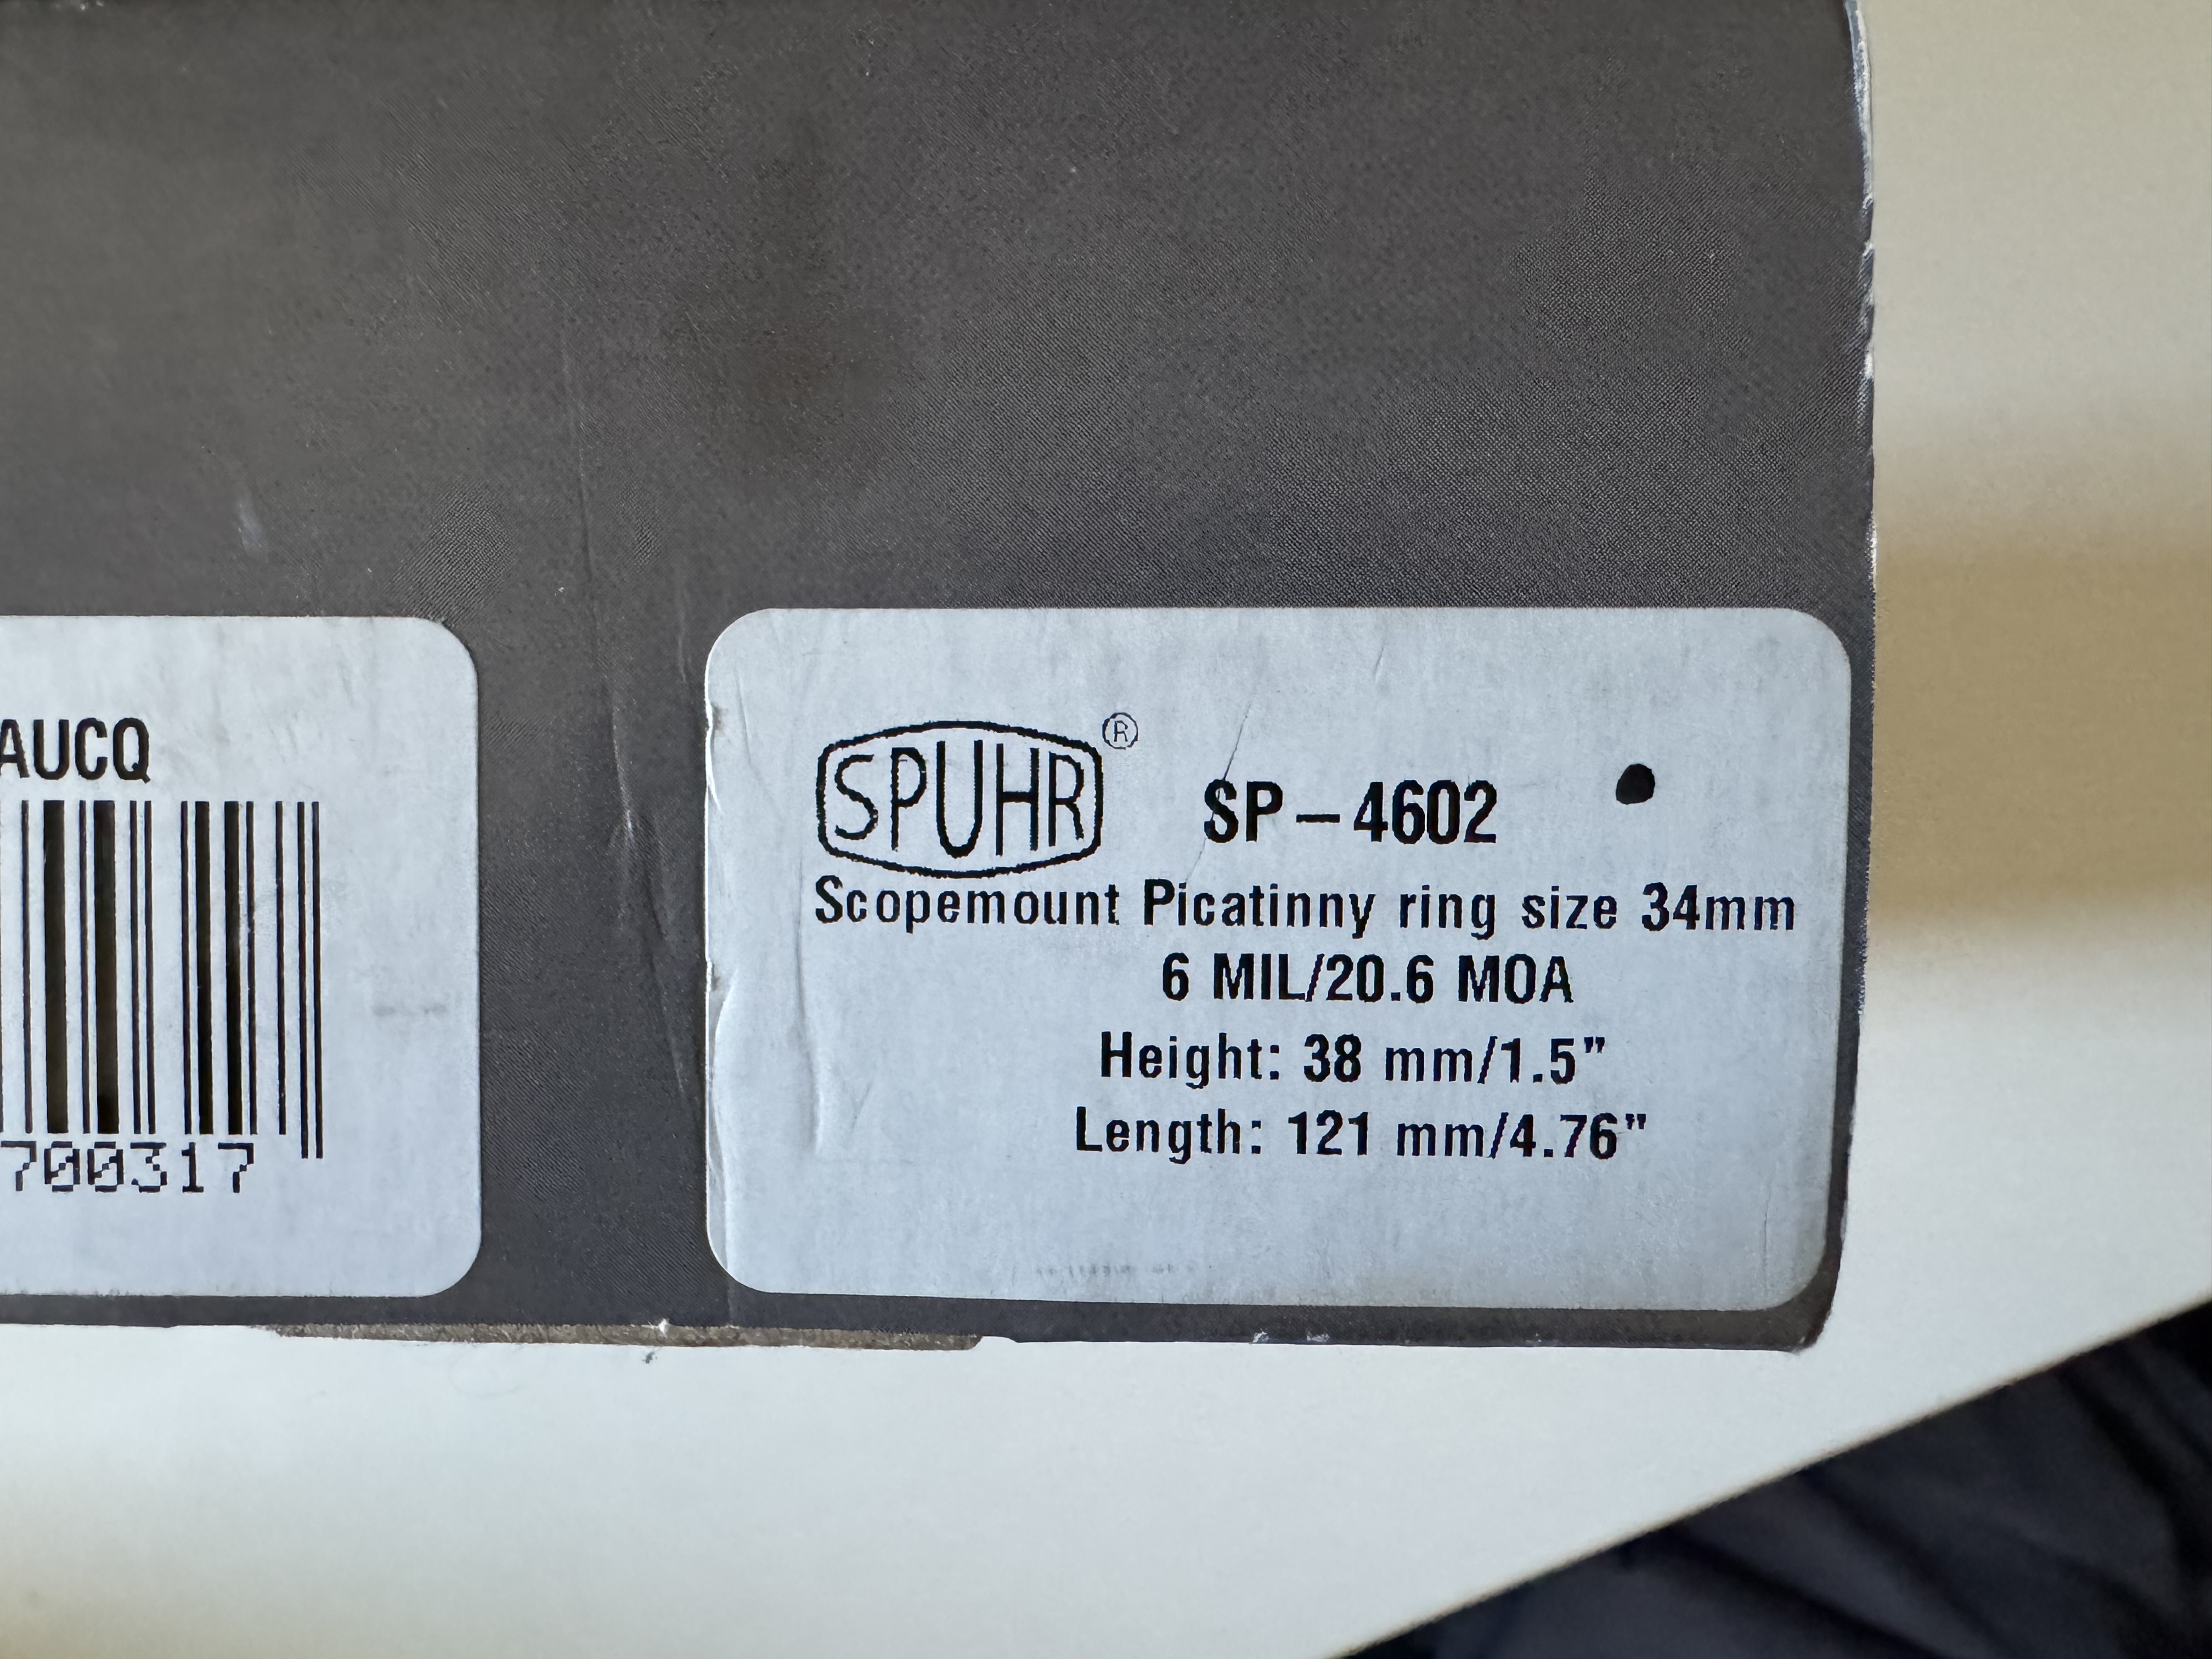 AUCQ
700317
SPUHR® SP-4602
Scopemount Picatinny ring size 34mm
6 MIL/20.6 MOA
Height: 38 mm/1.5"
Length: 121 mm/4.76"